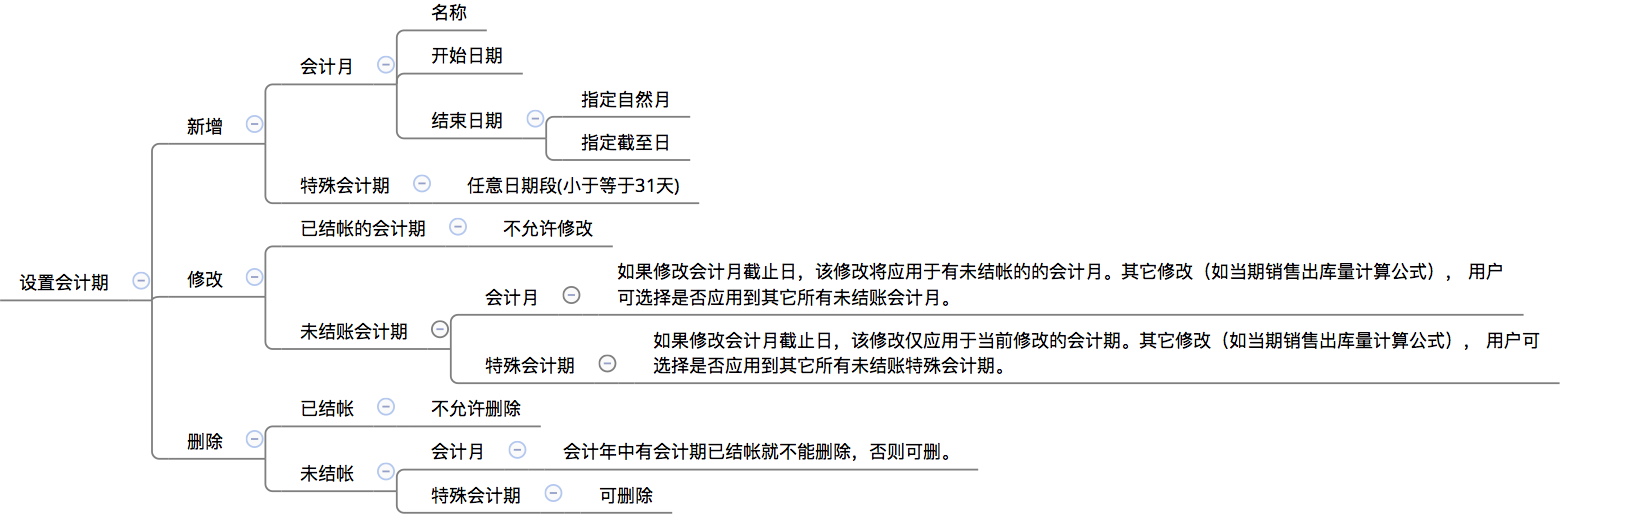 名称
开始日期
会计月
指定自然月
结束日期
指定截至日
新增
特殊会计期
任意日期段(小于等于31天)
已结帐的会计期
不允许修改
设置会计期
修改
如果修改会计月截止日，该修改将应用于有未结帐的的会计月。其它修改（如当期销售出库量计算公式）， 用户
可选择是否应用到其它所有未结账会计月。
会计月
未结账会计期
如果修改会计月截止日，该修改仅应用于当前修改的会计期。其它修改（如当期销售出库量计算公式）， 用户可
选择是否应用到其它所有未结账特殊会计期。
特殊会计期
已结帐
不允许删除
删除
会计月
会计年中有会计期已结帐就不能删除，否则可删。
未结帐
特殊会计期
可删除